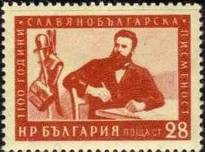 1100 ГОДИНИ
СЛАВЯНОБЪЛГАРСКА
ПИСМЕНОСТ
НР БЪЛГАРИЯ ПОЩА СТ 28